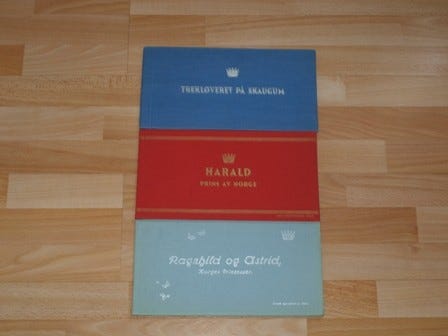 TREKLØVERET PÅ SKAUGUM
HARALD
PRINS AV NORGE
Ragnhild og Astrid,
Norges Prinsesser